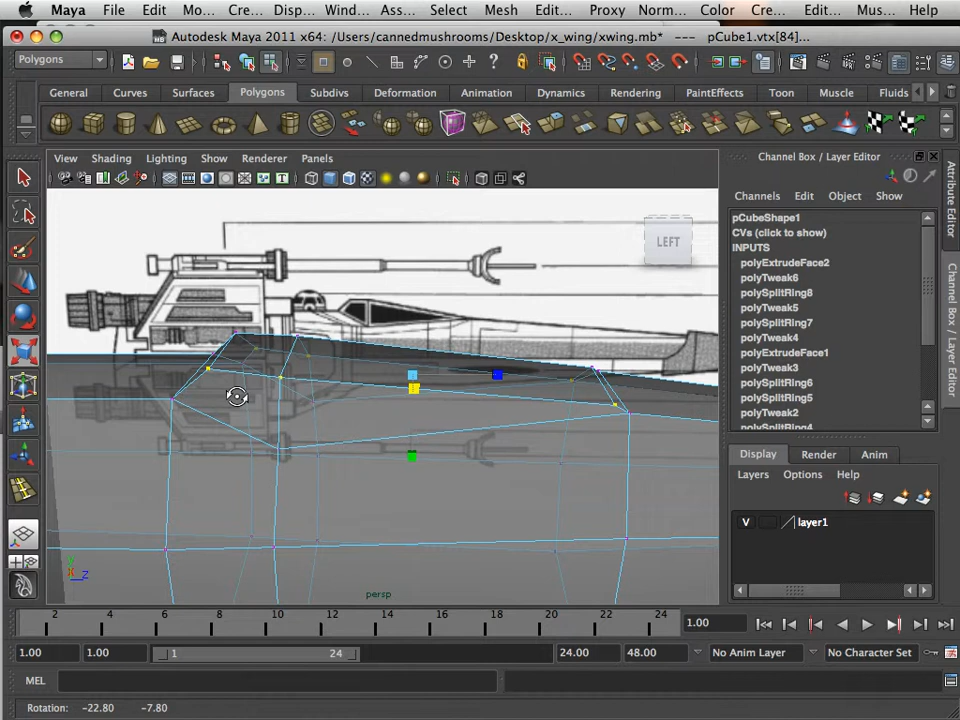 Maya File Edit Mo... Cre... Dis... Wind... Ass... Select Mesh Edit... Proxy Norm... Color Cre... Edit... Mus... Help
Autodesk Maya 2011 x64: /Users/cannedmushrooms/Desktop/x_wing/xwing.mb* --- pCube1.vtx[84]...
Polygons
General Curves Surfaces Polygons Subdivs Deformation Animation Dynamics Rendering PaintEffects Toon Muscle Fluids
View Shading Lighting Show Renderer Panels
Channel Box / Layer Editor
Channels Edit Object Show
pCubeShape1
CVs (click to show)
INPUTS
polyExtrudeFace2
polyTweak6
polySplitRing8
polyTweak5
polySplitRing7
polyTweak4
polyExtrudeFace1
polyTweak3
polySplitRing6
polySplitRing5
polyTweak2
polySplitRing4
Attribute Editor
Channel Box / Layer Editor
LEFT
Display Render Anim
Layers Options Help
V layer1
Y
X Z
persp
2 4 6 8 10 12 14 16 18 20 22 24
1.00
1.00 1.00 1 24 24.00 48.00 No Anim Layer No Character Set
MEL
Rotation: -22.80 -7.80